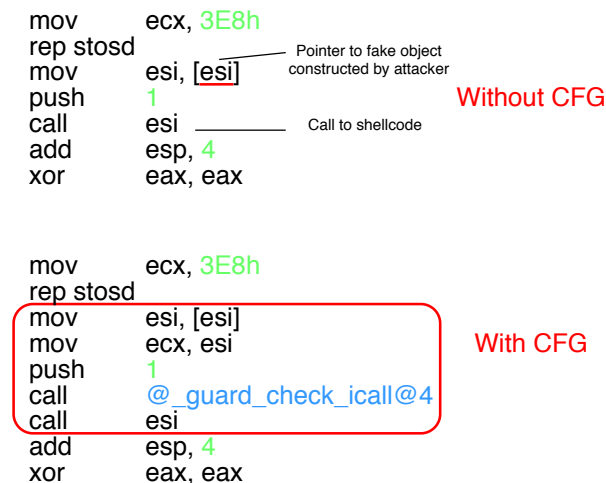 mov ecx, 3E8h
rep stosd
mov esi, [esi]
push 1
call esi
add esp, 4
xor eax, eax
Pointer to fake object
constructed by attacker
Call to shellcode
Without CFG
mov ecx, 3E8h
rep stosd
mov esi, [esi]
mov ecx, esi
push 1
call @_guard_check_icall@4
call esi
add esp, 4
xor eax, eax
With CFG